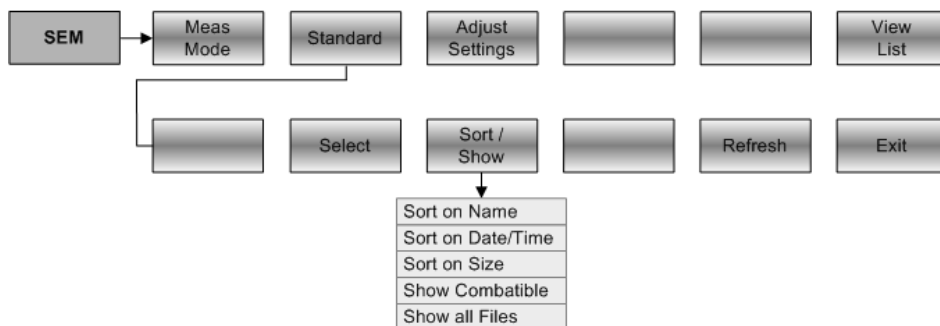 SEM
Meas
Mode
Standard
Adjust
Settings
View
List
Select
Sort /
Show
Refresh
Exit
Sort on Name
Sort on Date/Time
Sort on Size
Show Combatible
Show all Files